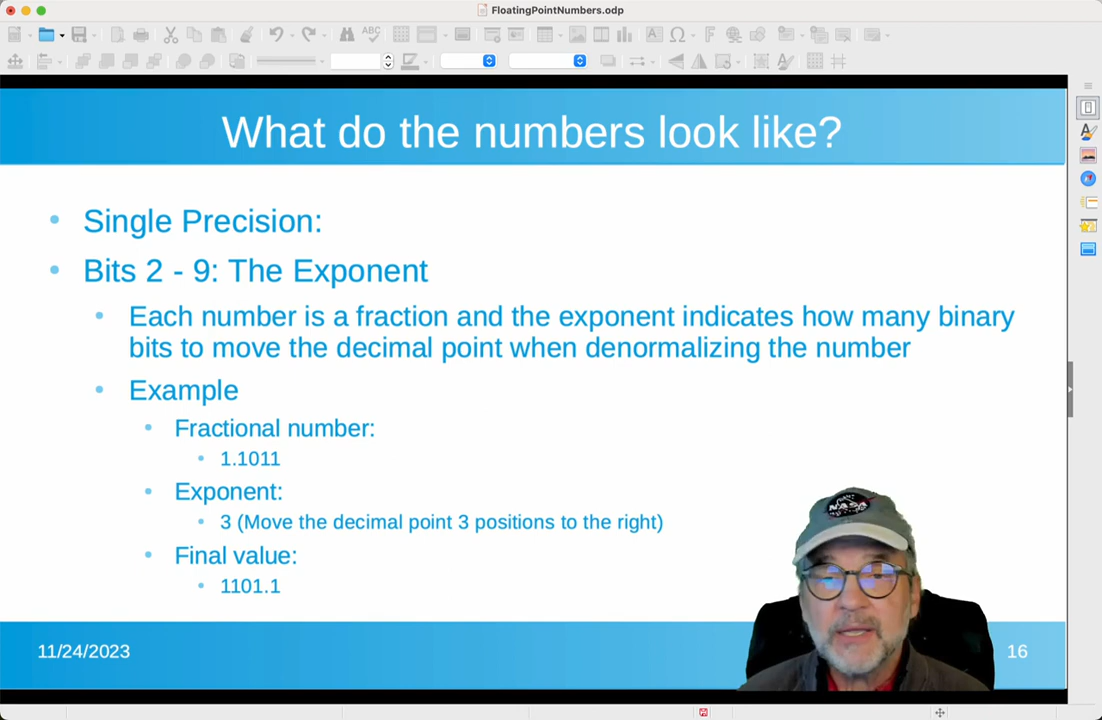 FloatingPointNumbers.odp
ABC
What do the numbers look like?
Single Precision:
Bits 2 - 9: The Exponent
Each number is a fraction and the exponent indicates how many binary
bits to move the decimal point when denormalizing the number
Example
Fractional number:
1.1011
Exponent:
3 (Move the decimal point 3 positions to the right)
Final value:
1101.1
NASA
11/24/2023
16